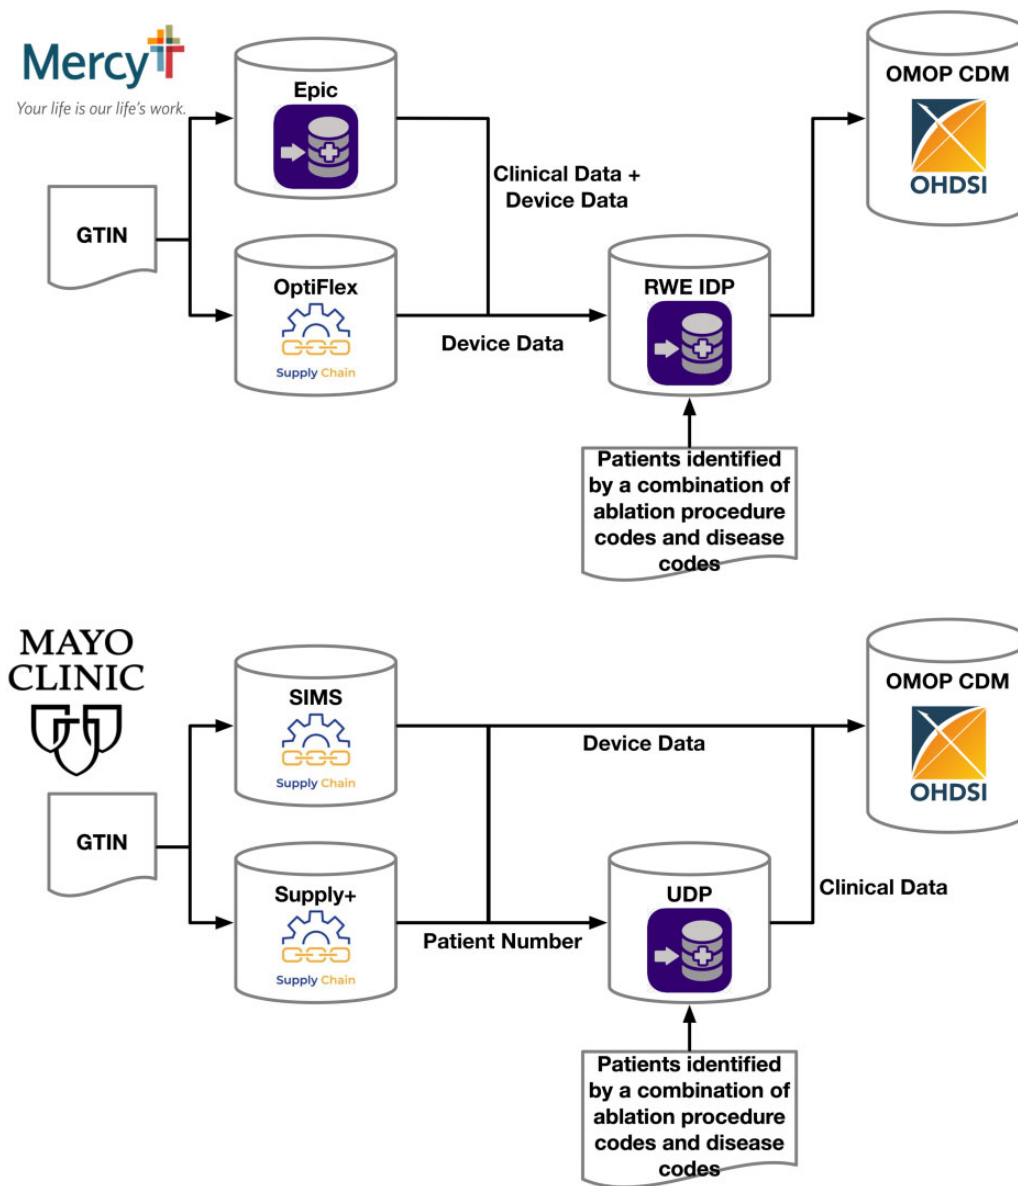 Mercy
Your life is our life's work.
Epic
OMOP CDM
OHDSI
Clinical Data +
Device Data
GTIN
OptiFlex
Supply Chain
RWE IDP
Device Data
Patients identified
by a combination of
ablation procedure
codes and disease
codes
MAYO
CLINIC
SIMS
Supply Chain
OMOP CDM
OHDSI
Device Data
GTIN
Supply+
Supply Chain
UDP
Clinical Data
Patient Number
Patients identified
by a combination of
ablation procedure
codes and disease
codes